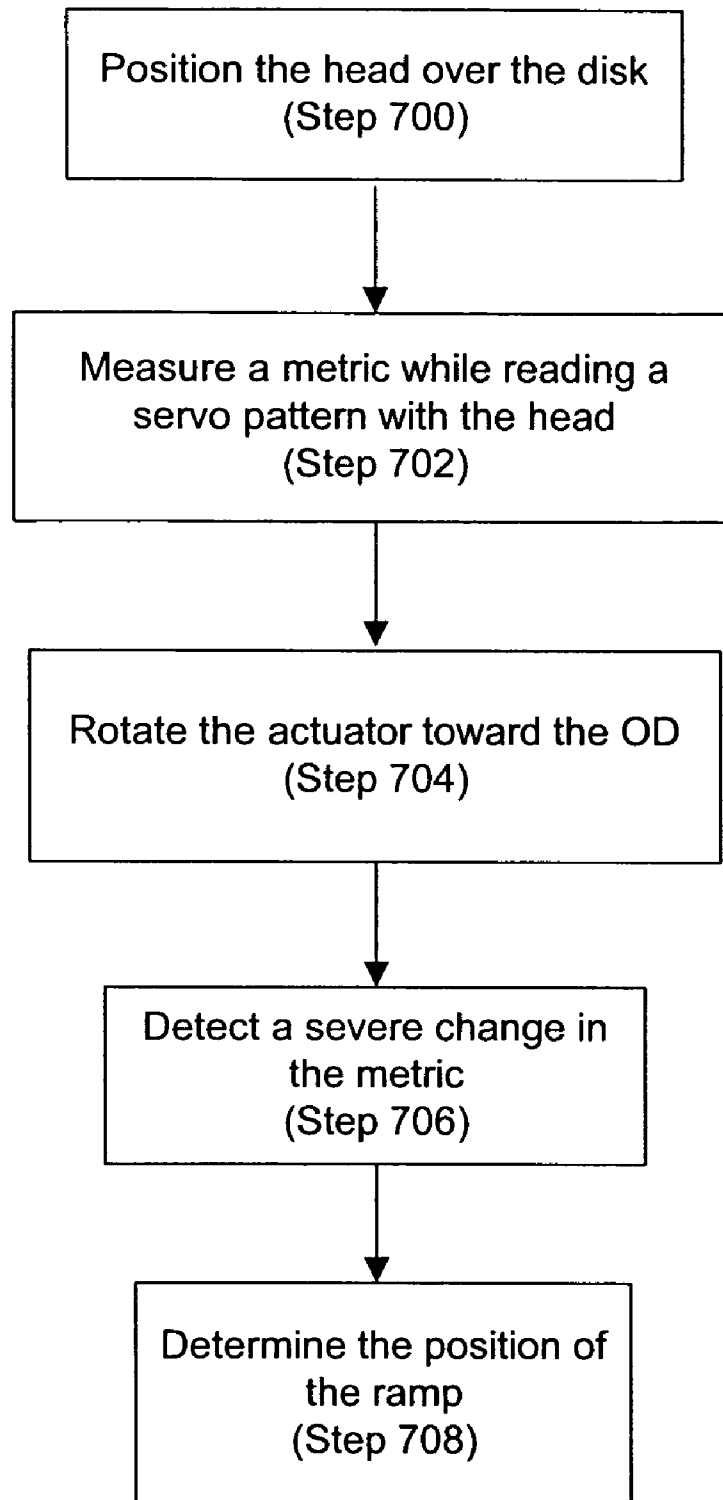 Position the head over the disk
(Step 700)
Measure a metric while reading a
servo pattern with the head
(Step 702)
Rotate the actuator toward the OD
(Step 704)
Detect a severe change in
the metric
(Step 706)
Determine the position of
the ramp
(Step 708)